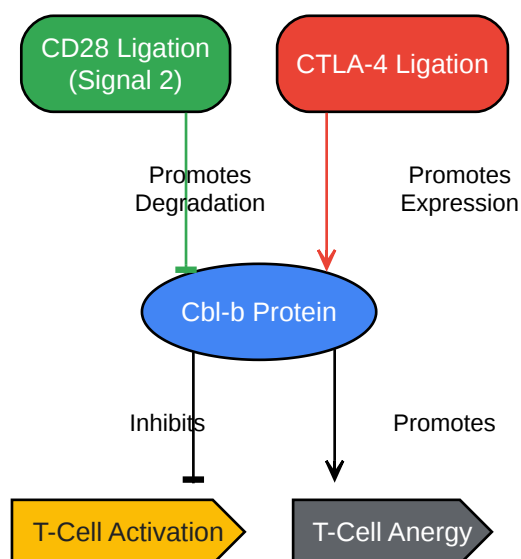 CD28 Ligation
(Signal 2)
CTLA-4 Ligation
Promotes
Degradation
Promotes
Expression
Cbl-b Protein
Inhibits
Promotes
T-Cell Activation
T-Cell Anergy